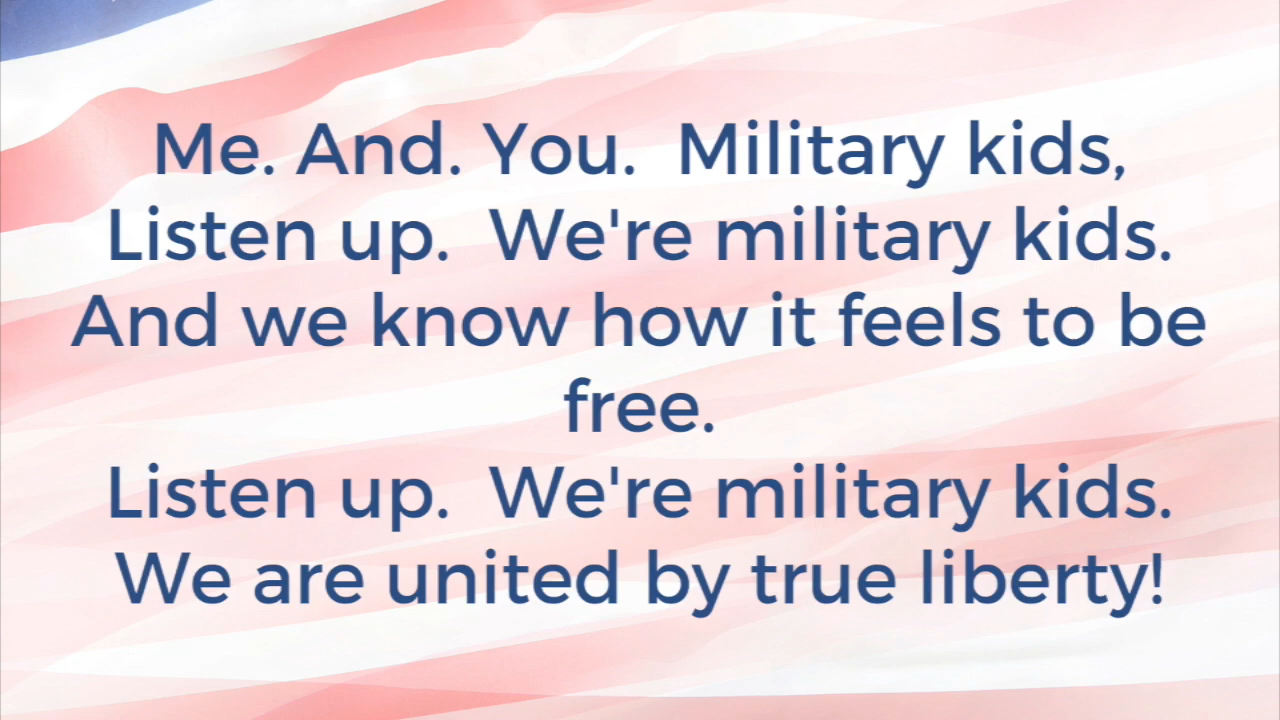 Me. And. You.  Military kids,
Listen up.  We're military kids.
And we know how it feels to be
free.
Listen up.  We're military kids.
We are united by true liberty!